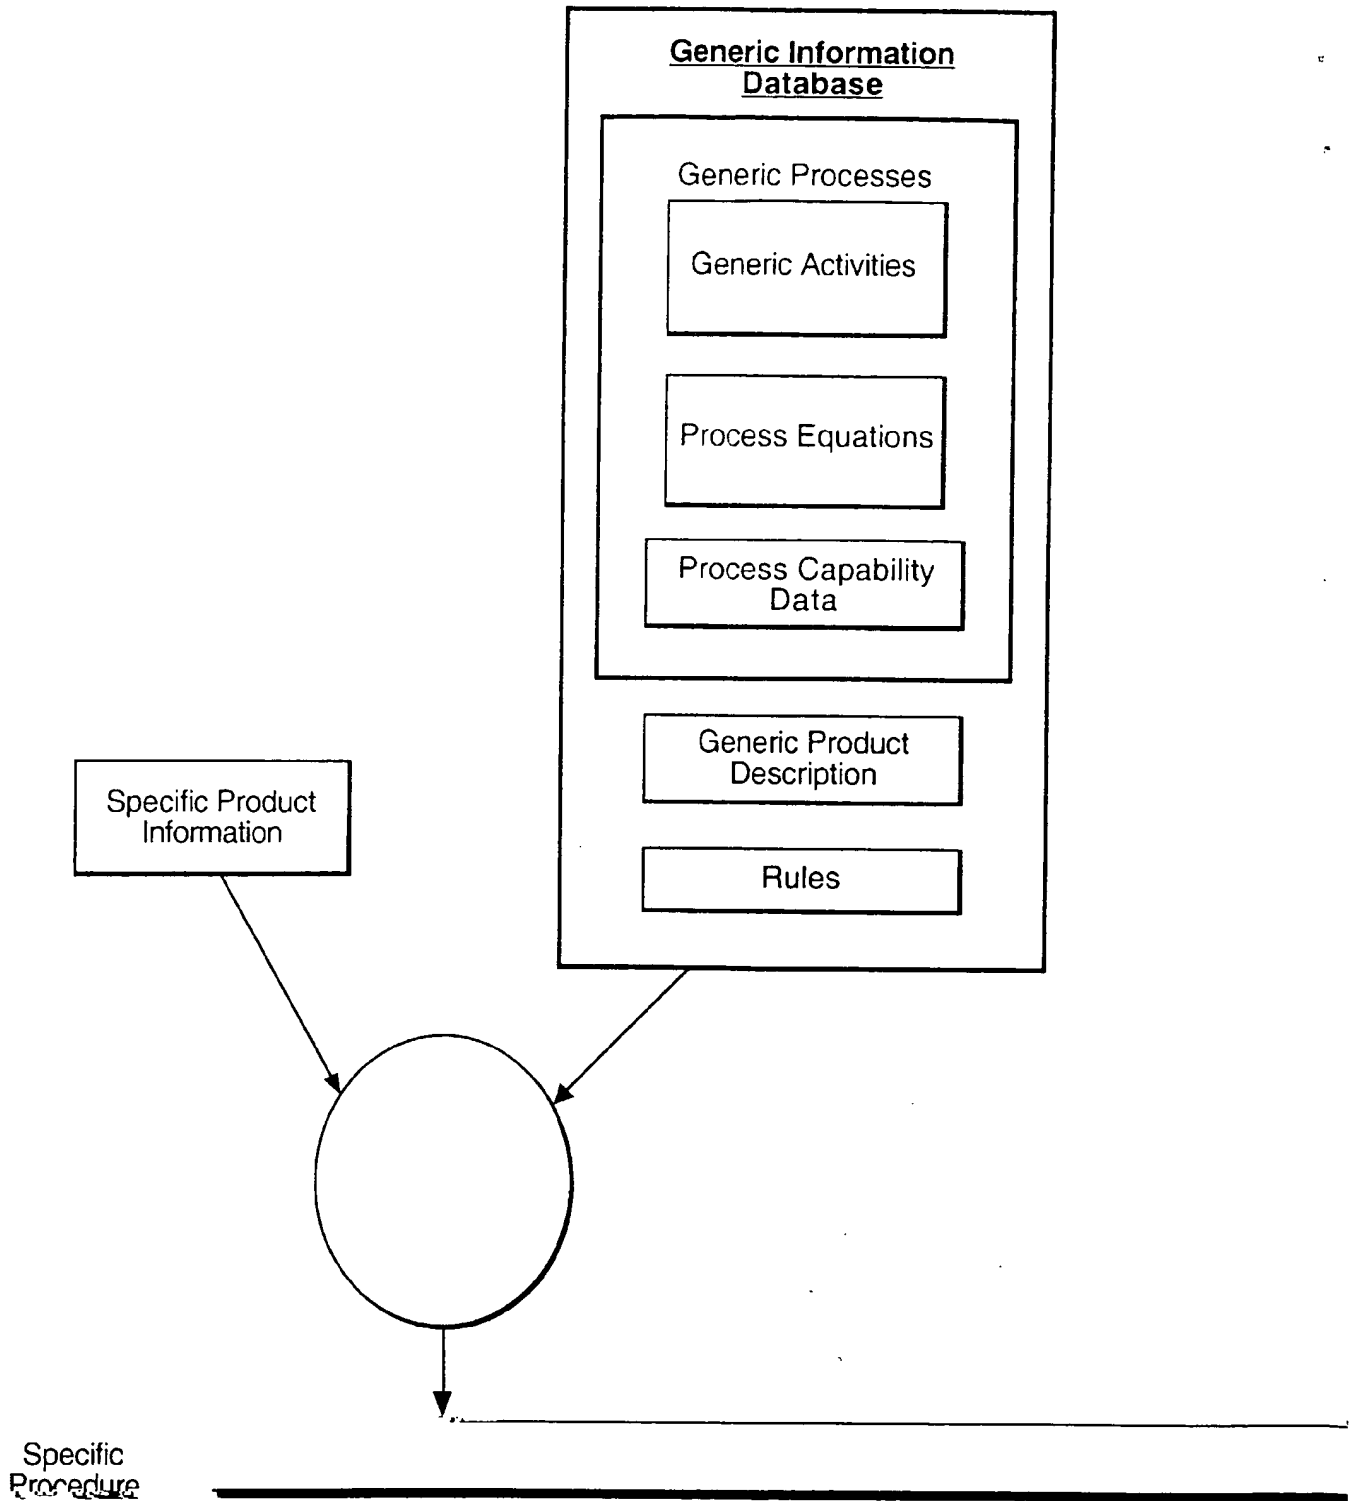 Generic Information
Database
Generic Processes
Generic Activities
Process Equations
Process Capability
Data
Generic Product
Description
Rules
Specific Product
Information
Specific
Procedure